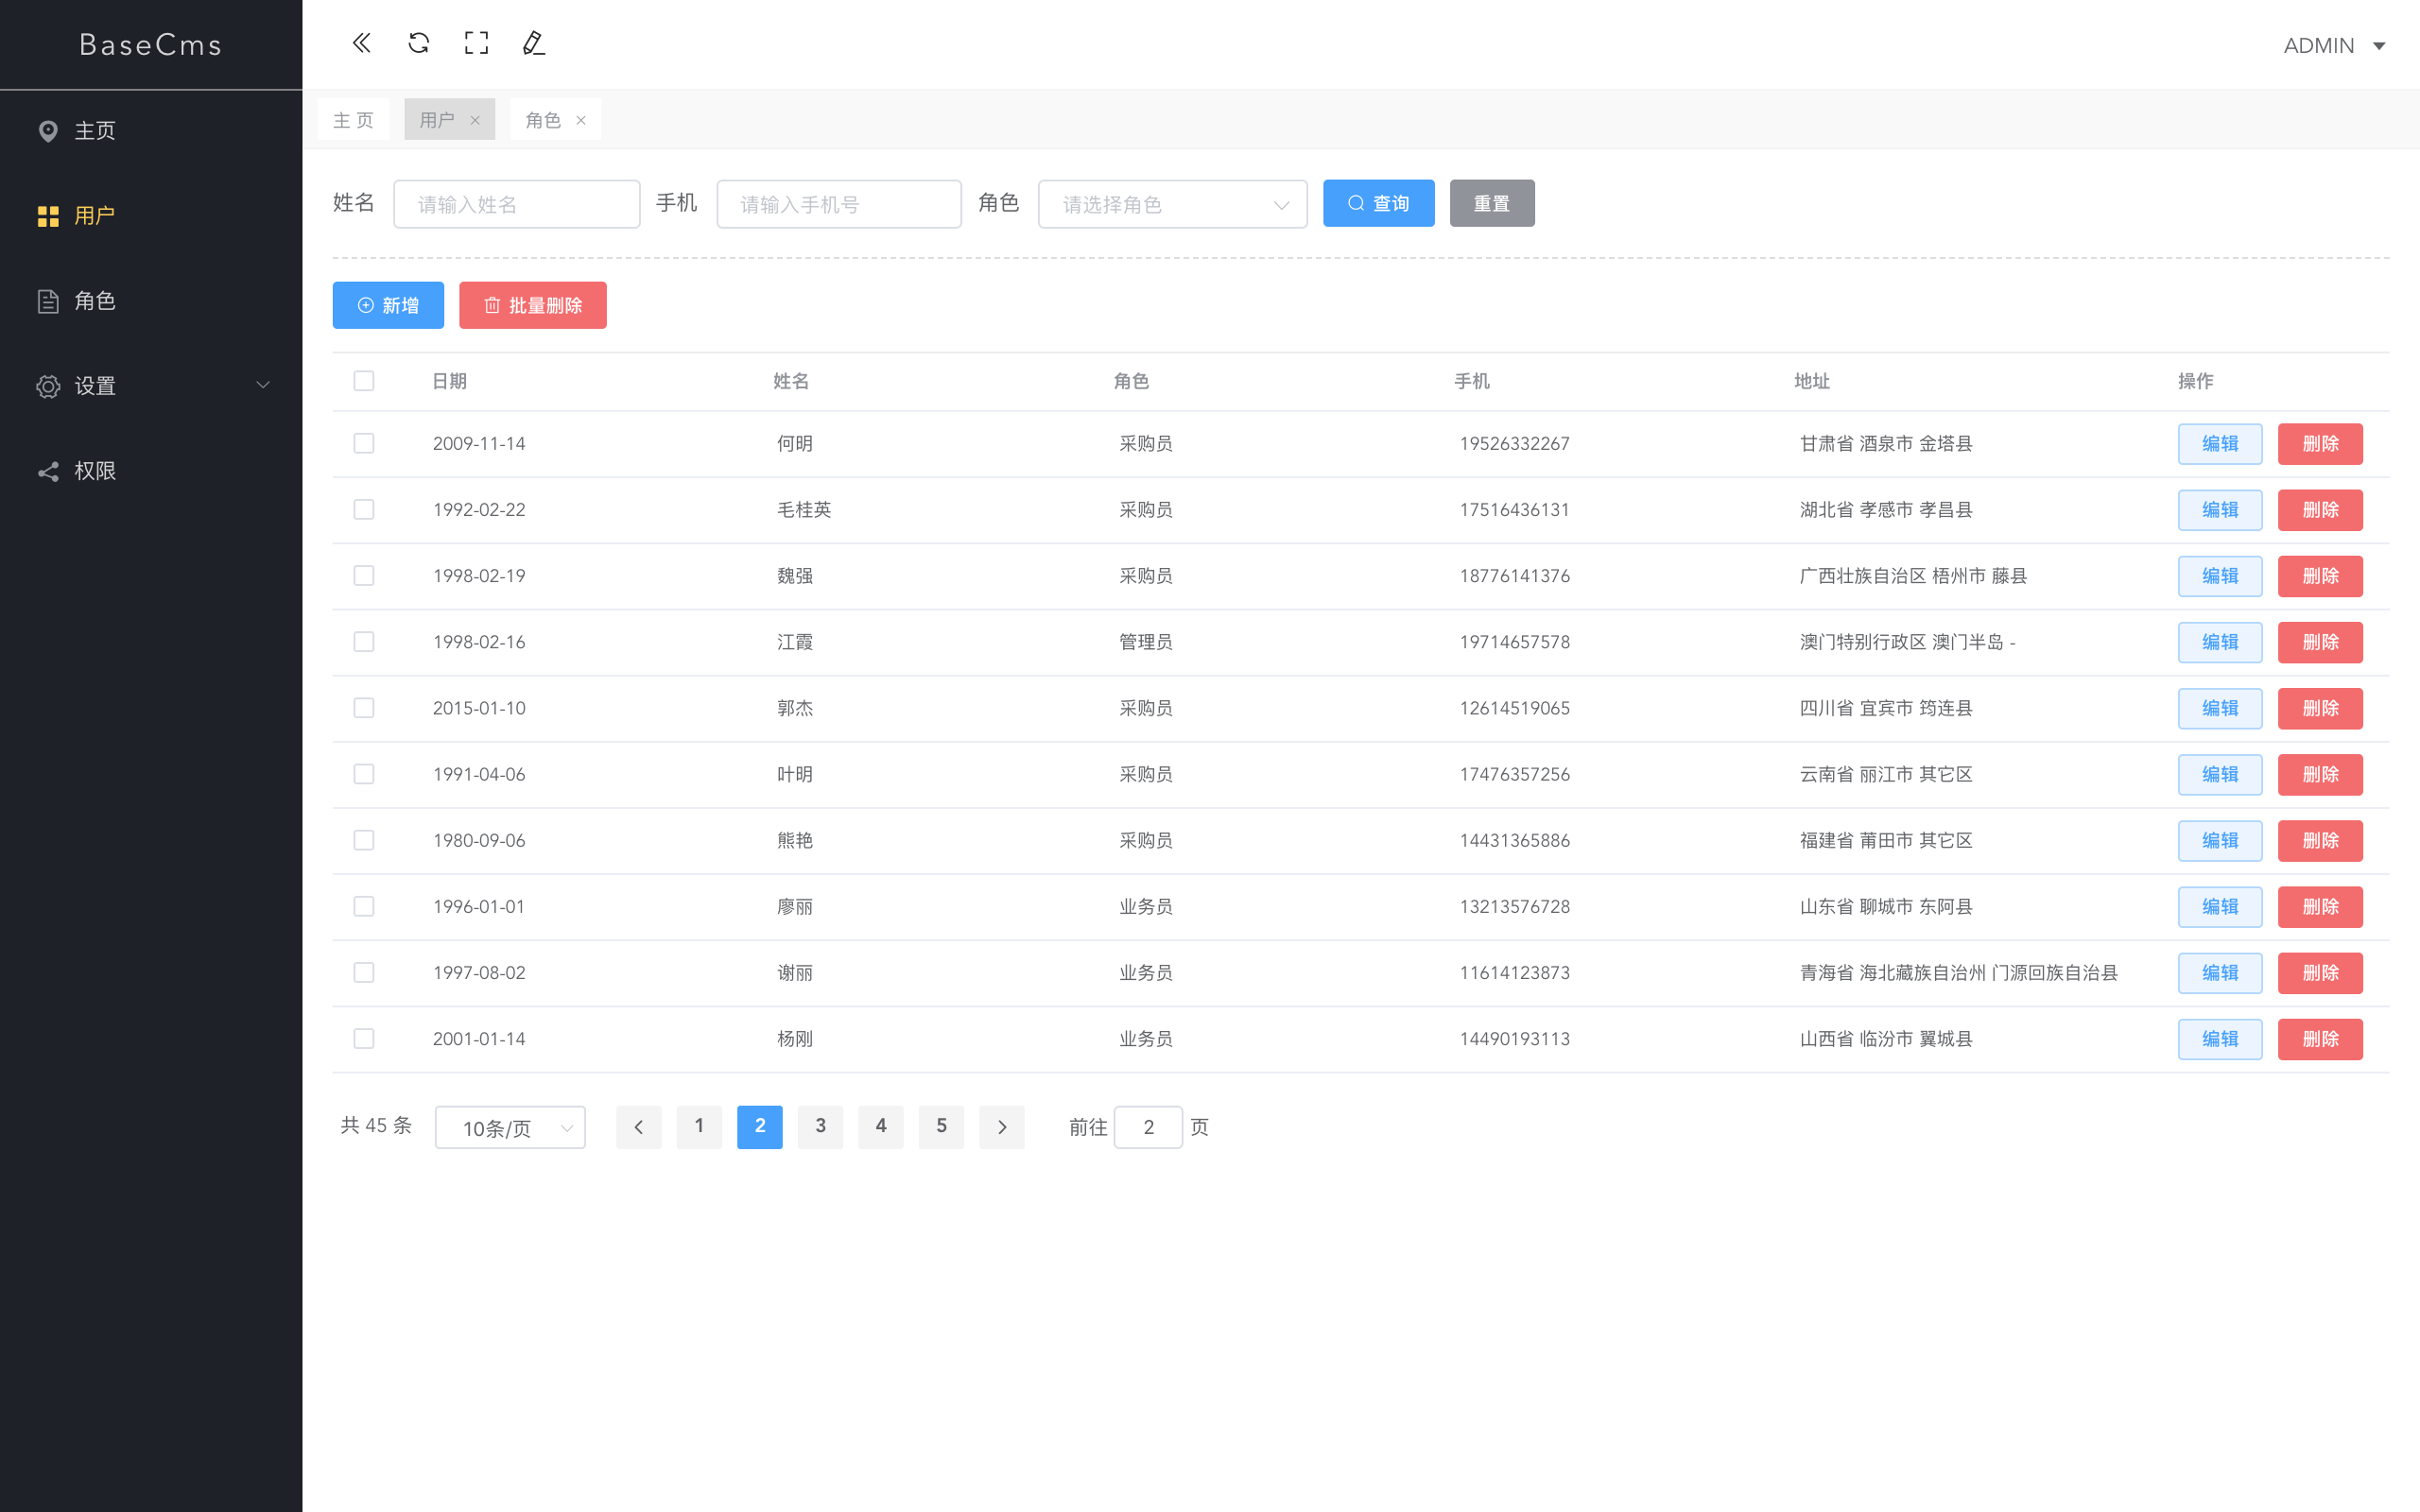 BaseCms
ADMIN
主页
用户
角色
设置
权限
主 页 用户 角色
姓名 请输入姓名 手机 请输入手机号 角色 请选择角色 查询 重置
新增 批量删除
日期 姓名 角色 手机 地址 操作
2009-11-14 何明 采购员 19526332267 甘肃省 酒泉市 金塔县 编辑 删除
1992-02-22 毛桂英 采购员 17516436131 湖北省 孝感市 孝昌县 编辑 删除
1998-02-19 魏强 采购员 18776141376 广西壮族自治区 梧州市 藤县 编辑 删除
1998-02-16 江霞 管理员 19714657578 澳门特别行政区 澳门半岛 - 编辑 删除
2015-01-10 郭杰 采购员 12614519065 四川省 宜宾市 筠连县 编辑 删除
1991-04-06 叶明 采购员 17476357256 云南省 丽江市 其它区 编辑 删除
1980-09-06 熊艳 采购员 14431365886 福建省 莆田市 其它区 编辑 删除
1996-01-01 廖丽 业务员 13213576728 山东省 聊城市 东阿县 编辑 删除
1997-08-02 谢丽 业务员 11614123873 青海省 海北藏族自治州 门源回族自治县 编辑 删除
2001-01-14 杨刚 业务员 14490193113 山西省 临汾市 翼城县 编辑 删除
共 45 条 10条/页 1 2 3 4 5 前往 2 页